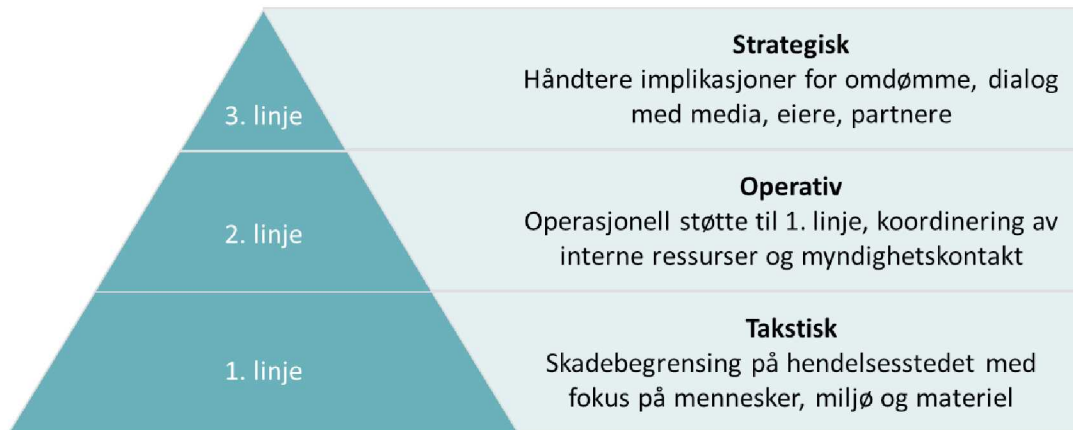 3. linje
Strategisk
Håndtere implikasjoner for omdømme, dialog
med media, eiere, partnere
2. linje
Operativ
Operasjonell støtte til 1. linje, koordinering av
interne ressurser og myndighetskontakt
1. linje
Takstisk
Skadebegrensing på hendelsesstedet med
fokus på mennesker, miljø og materiel